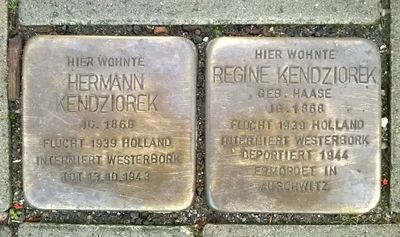 HIER WOHNTE
HERMANN
KENDZIOREK
JG. 1868
FLUCHT 1939 HOLLAND
INTERNIERT WESTERBORK
TOT 13.10.1943
HIER WOHNTE
REGINE KENDZIOREK
GEB. HAASE
JG. 1868
FLUCHT 1939 HOLLAND
INTERNIERT WESTERBORK
DEPORTIERT 1944
ERMORDET IN
AUSCHWITZ